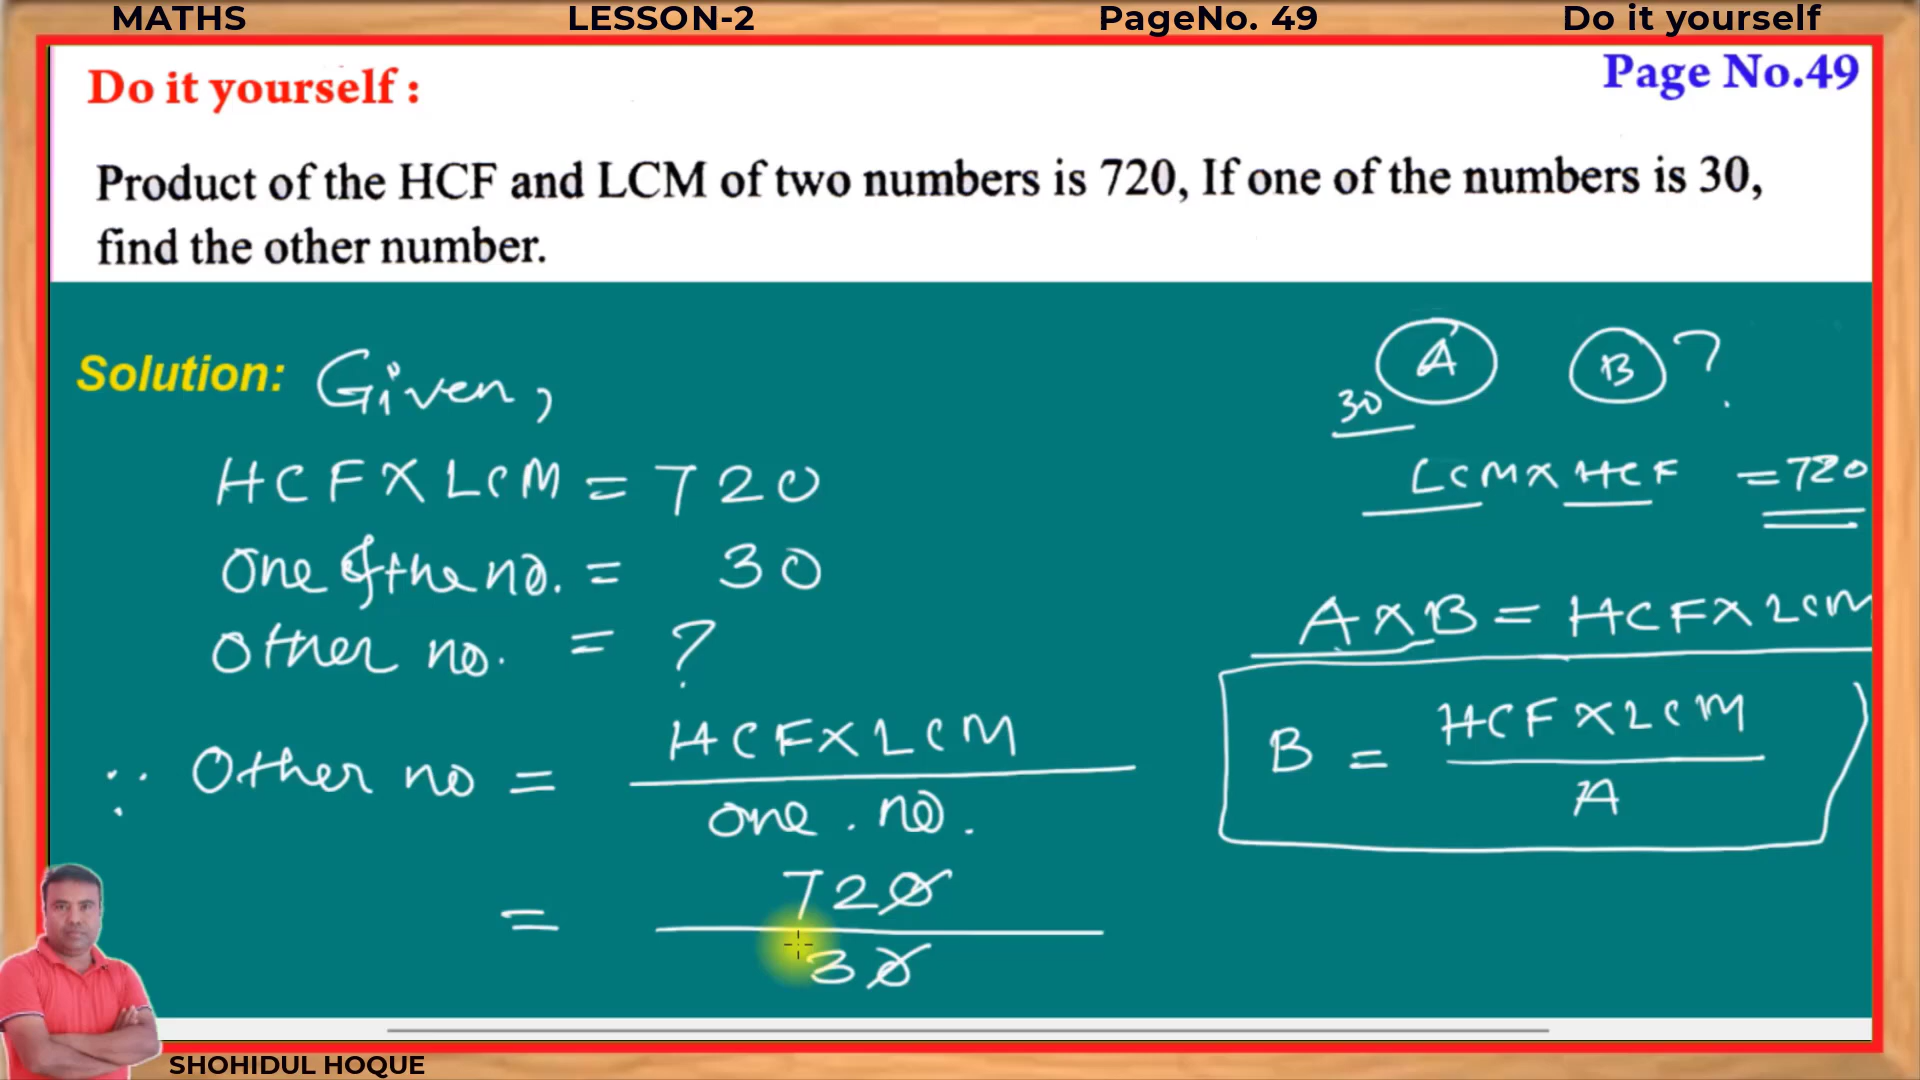 MATHS LESSON-2 PageNo. 49 Do it yourself
Do it yourself : Page No.49
Product of the HCF and LCM of two numbers is 720, If one of the numbers is 30,
find the other number.
Solution: Given,
HCF X LCM = 720
One of the no. = 30
Other no. = ?
∵ Other no = HCF X LCM
one . no.
= 720
30
A B ?
30
LCM X HCF = 720
A X B = HCF X LCM
B = HCF X LCM
A
SHOHIDUL HOQUE